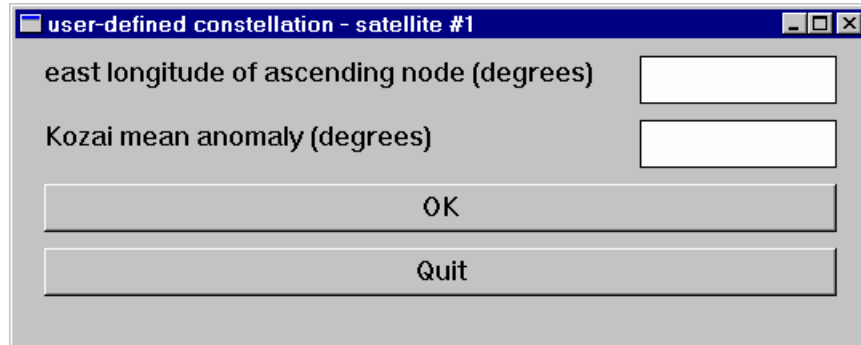 user-defined constellation - satellite #1
east longitude of ascending node (degrees)
Kozai mean anomaly (degrees)
OK
Quit